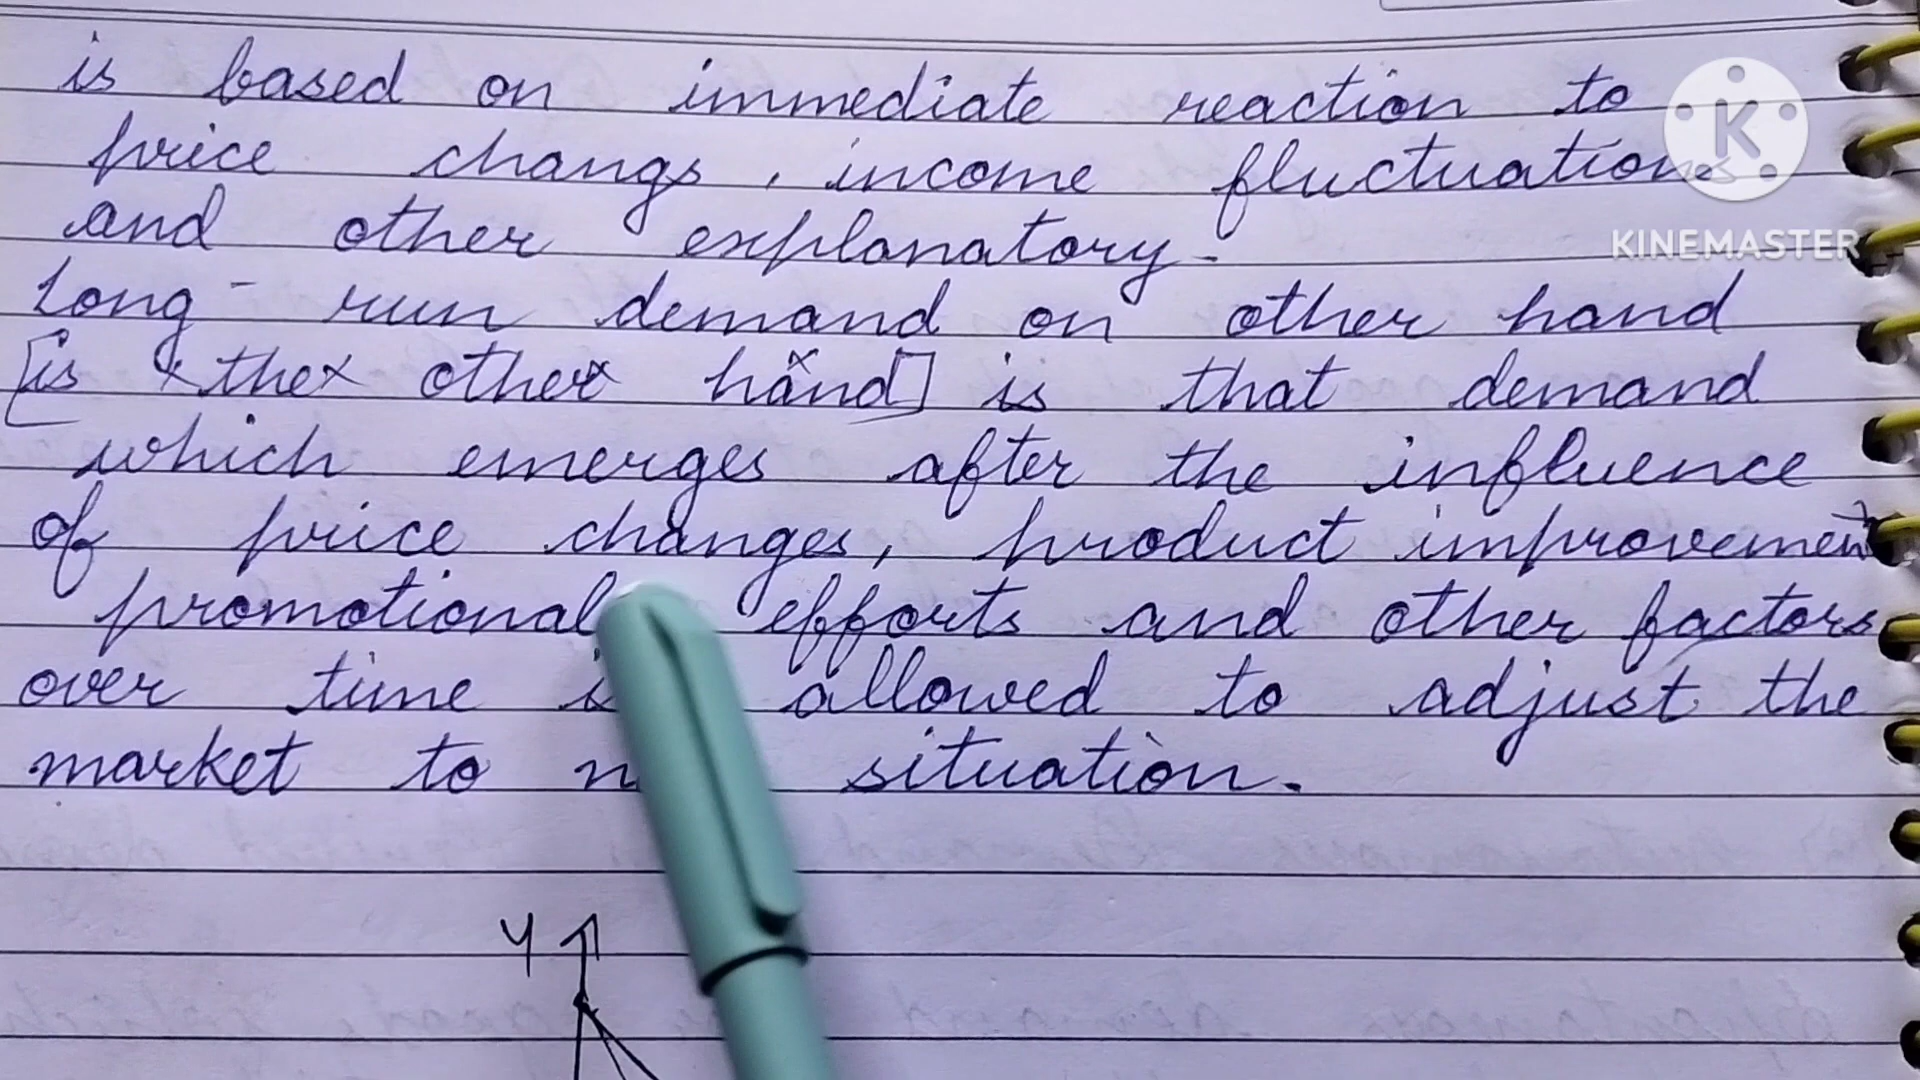 is based on immediate reaction to
price changs, income fluctuations
and other explanatory.
Long-run demand on other hand
[is the other hand] is that demand
which emerges after the influence
of price changes, product improvement
promotional efforts and other factors
over time allowed to adjust the
market to situation.
Y
K
KINEMASTER